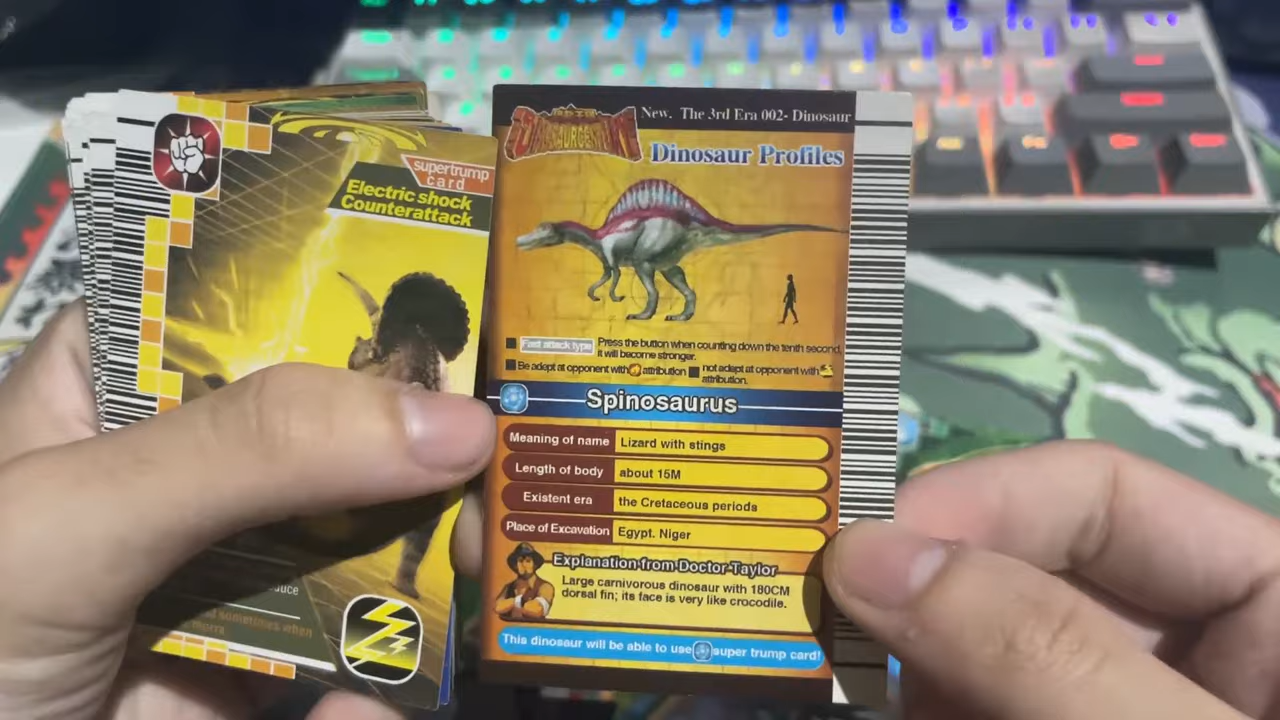 supertrump
card
Electric shock
Counterattack
uce
sometimes when
New. The 3rd Era 002- Dinosaur
Dinosaur Profiles
Fast attack type Press the button when counting down the tenth second,
it will become stronger.
Be adept at opponent with attribution not adept at opponent with
attribution.
Spinosaurus
Meaning of name Lizard with stings
Length of body about 15M
Existent era the Cretaceous periods
Place of Excavation Egypt. Niger
Explanation from Doctor Taylor
Large carnivorous dinosaur with 180CM
dorsal fin; its face is very like crocodile.
This dinosaur will be able to use super trump card!